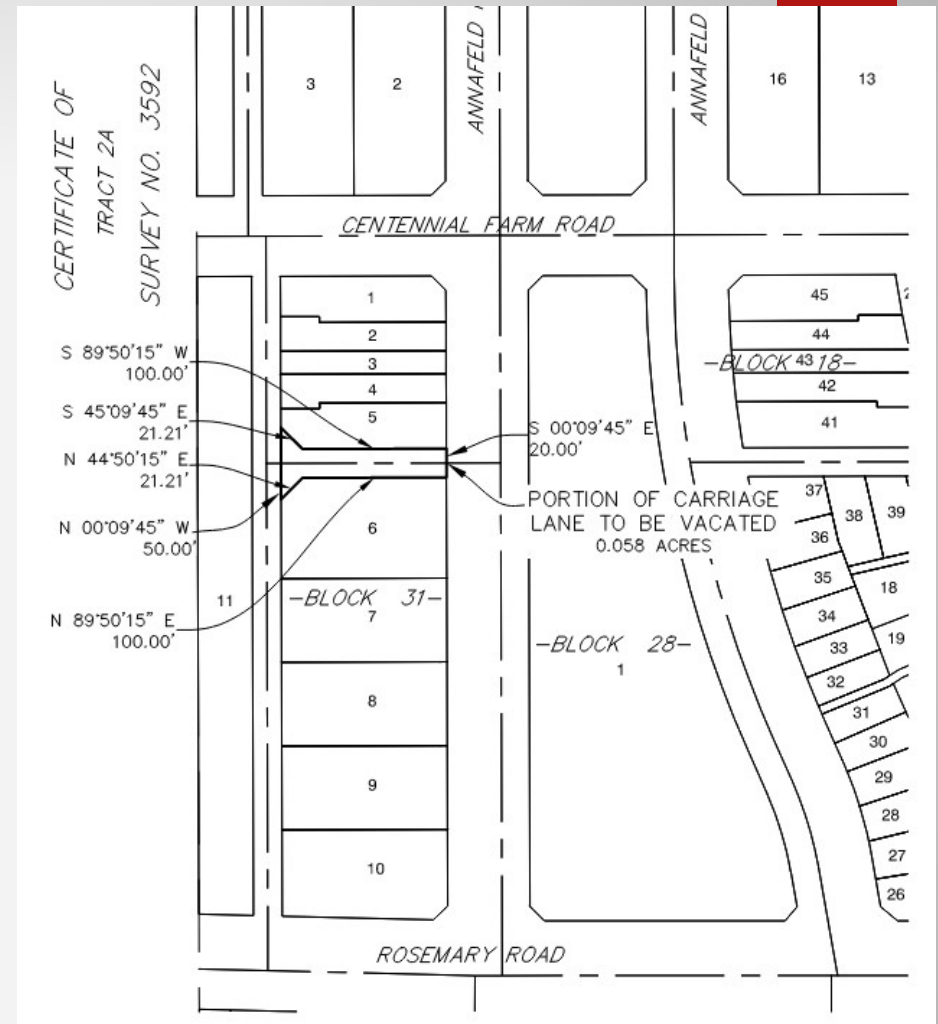 CERTIFICATE OF
TRACT 2A
SURVEY NO. 3592
3
2
ANNAFELD
ANNAFELD
16
13
CENTENNIAL FARM ROAD
1
2
3
4
5
45
44
-BLOCK 18-
43
42
41
S 89°50'15" W
100.00'
S 45°09'45" E
21.21'
N 44°50'15" E
21.21'
N 00°09'45" W
50.00'
N 89°50'15" E
100.00'
S 00°09'45" E
20.00'
PORTION OF CARRIAGE
LANE TO BE VACATED
0.058 ACRES
6
11
-BLOCK 31-
7
8
9
10
-BLOCK 28-
1
37
38
39
36
35
18
34
33
19
32
31
30
29
28
27
26
ROSEMARY ROAD